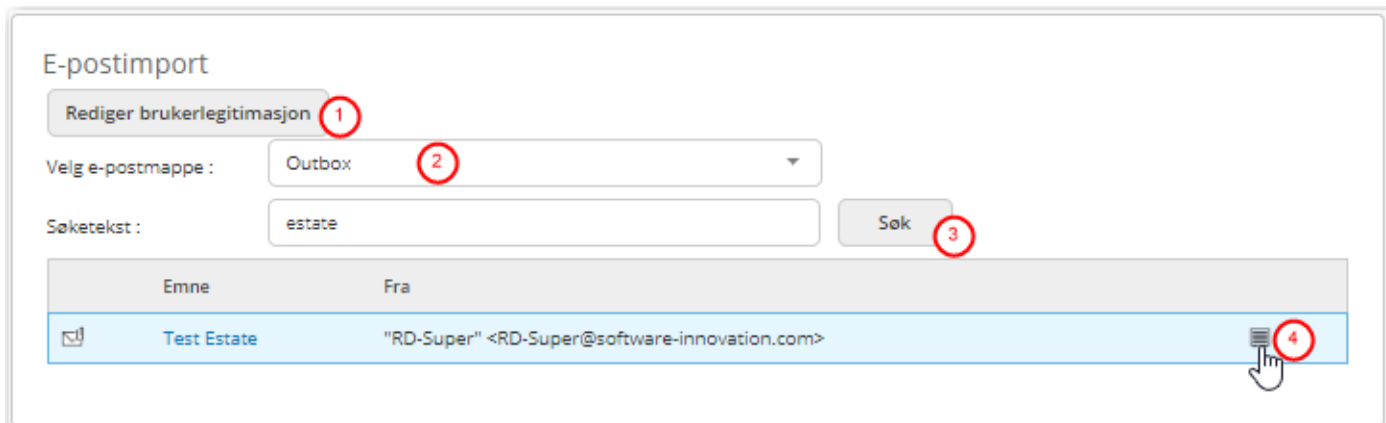 E-postimport
Rediger brukerlegitimasjon 1
Velg e-postmappe : Outbox 2
Søketekst : estate Søk 3
Emne Fra
Test Estate "RD-Super" <RD-Super@software-innovation.com> 4